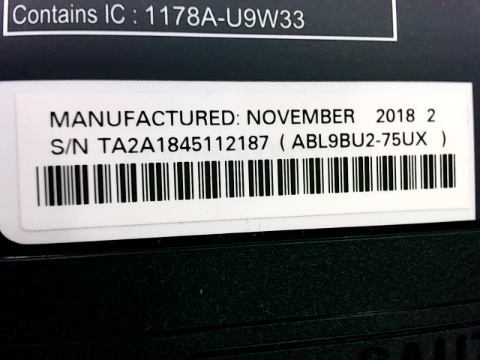 Contains IC : 1178A-U9W33
MANUFACTURED: NOVEMBER 2018 2
S/N TA2A1845112187 ( ABL9BU2-75UX )